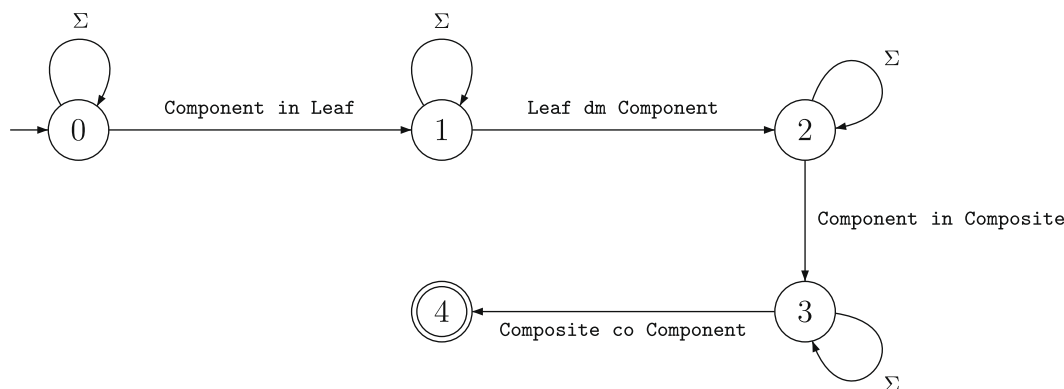 Σ
Σ
Σ
Component in Leaf
Leaf dm Component
0
1
2
Component in Composite
4
3
Composite co Component
Σ